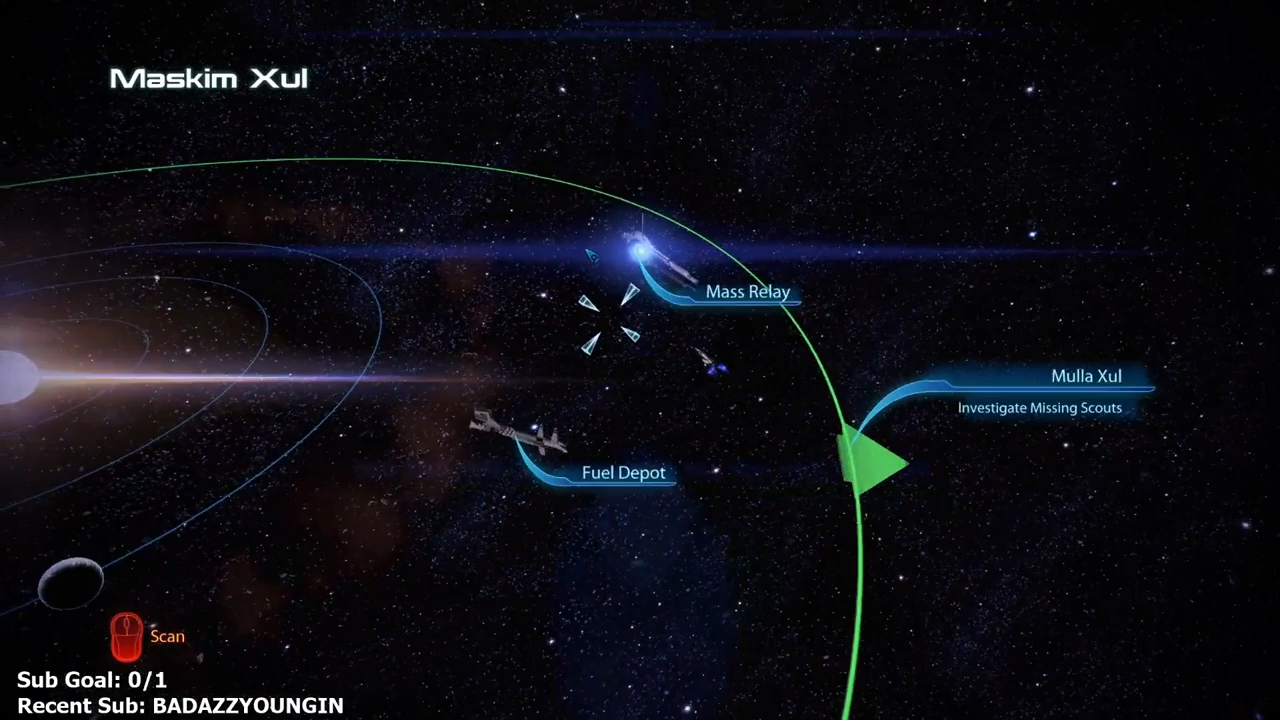 Maskim Xul
Mass Relay
Mulla Xul
Investigate Missing Scouts
Fuel Depot
Scan
Sub Goal: 0/1
Recent Sub: BADAZZYOUNGIN